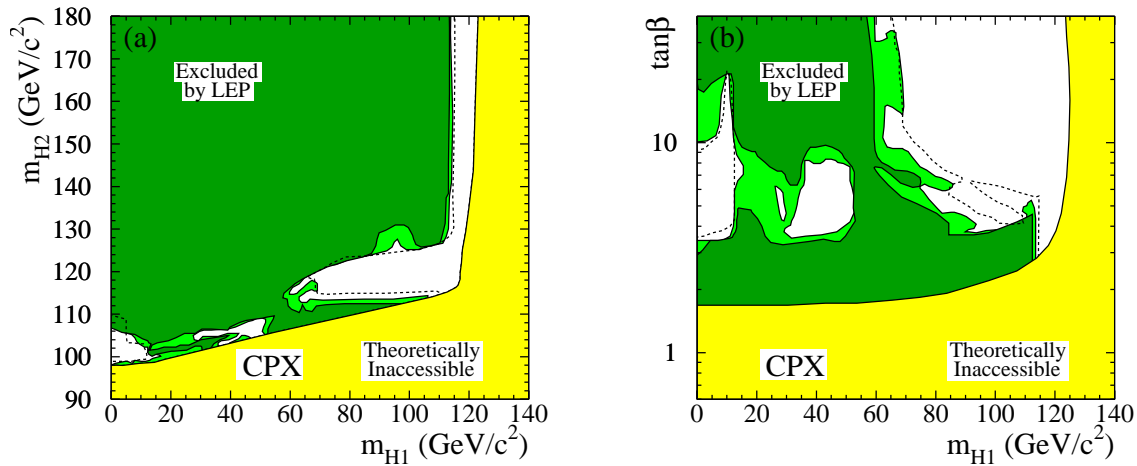 (a)
m_H2 (GeV/c²)
180
170
160
150
140
130
120
110
100
90
Excluded
by LEP
CPX
Theoretically
Inaccessible
0 20 40 60 80 100 120 140
m_H1 (GeV/c²)
(b)
tanβ
10
1
Excluded
by LEP
CPX
Theoretically
Inaccessible
0 20 40 60 80 100 120 140
m_H1 (GeV/c²)